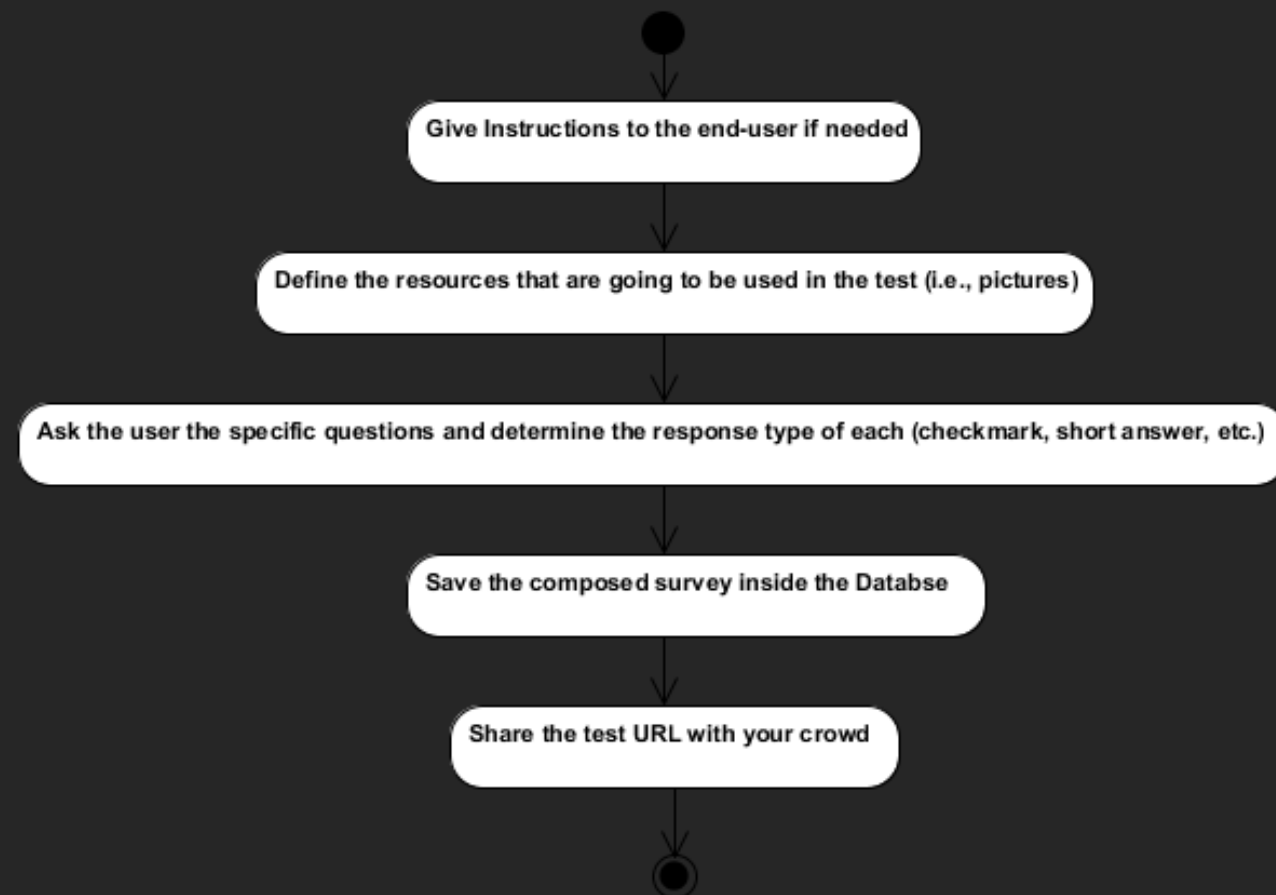 Give Instructions to the end-user if needed
Define the resources that are going to be used in the test (i.e., pictures)
Ask the user the specific questions and determine the response type of each (checkmark, short answer, etc.)
Save the composed survey inside the Databse
Share the test URL with your crowd